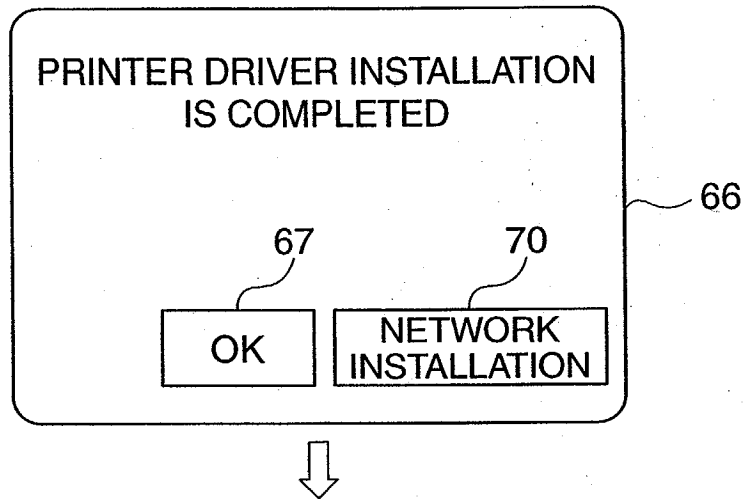 PRINTER DRIVER INSTALLATION
IS COMPLETED
66
67
70
OK
NETWORK
INSTALLATION